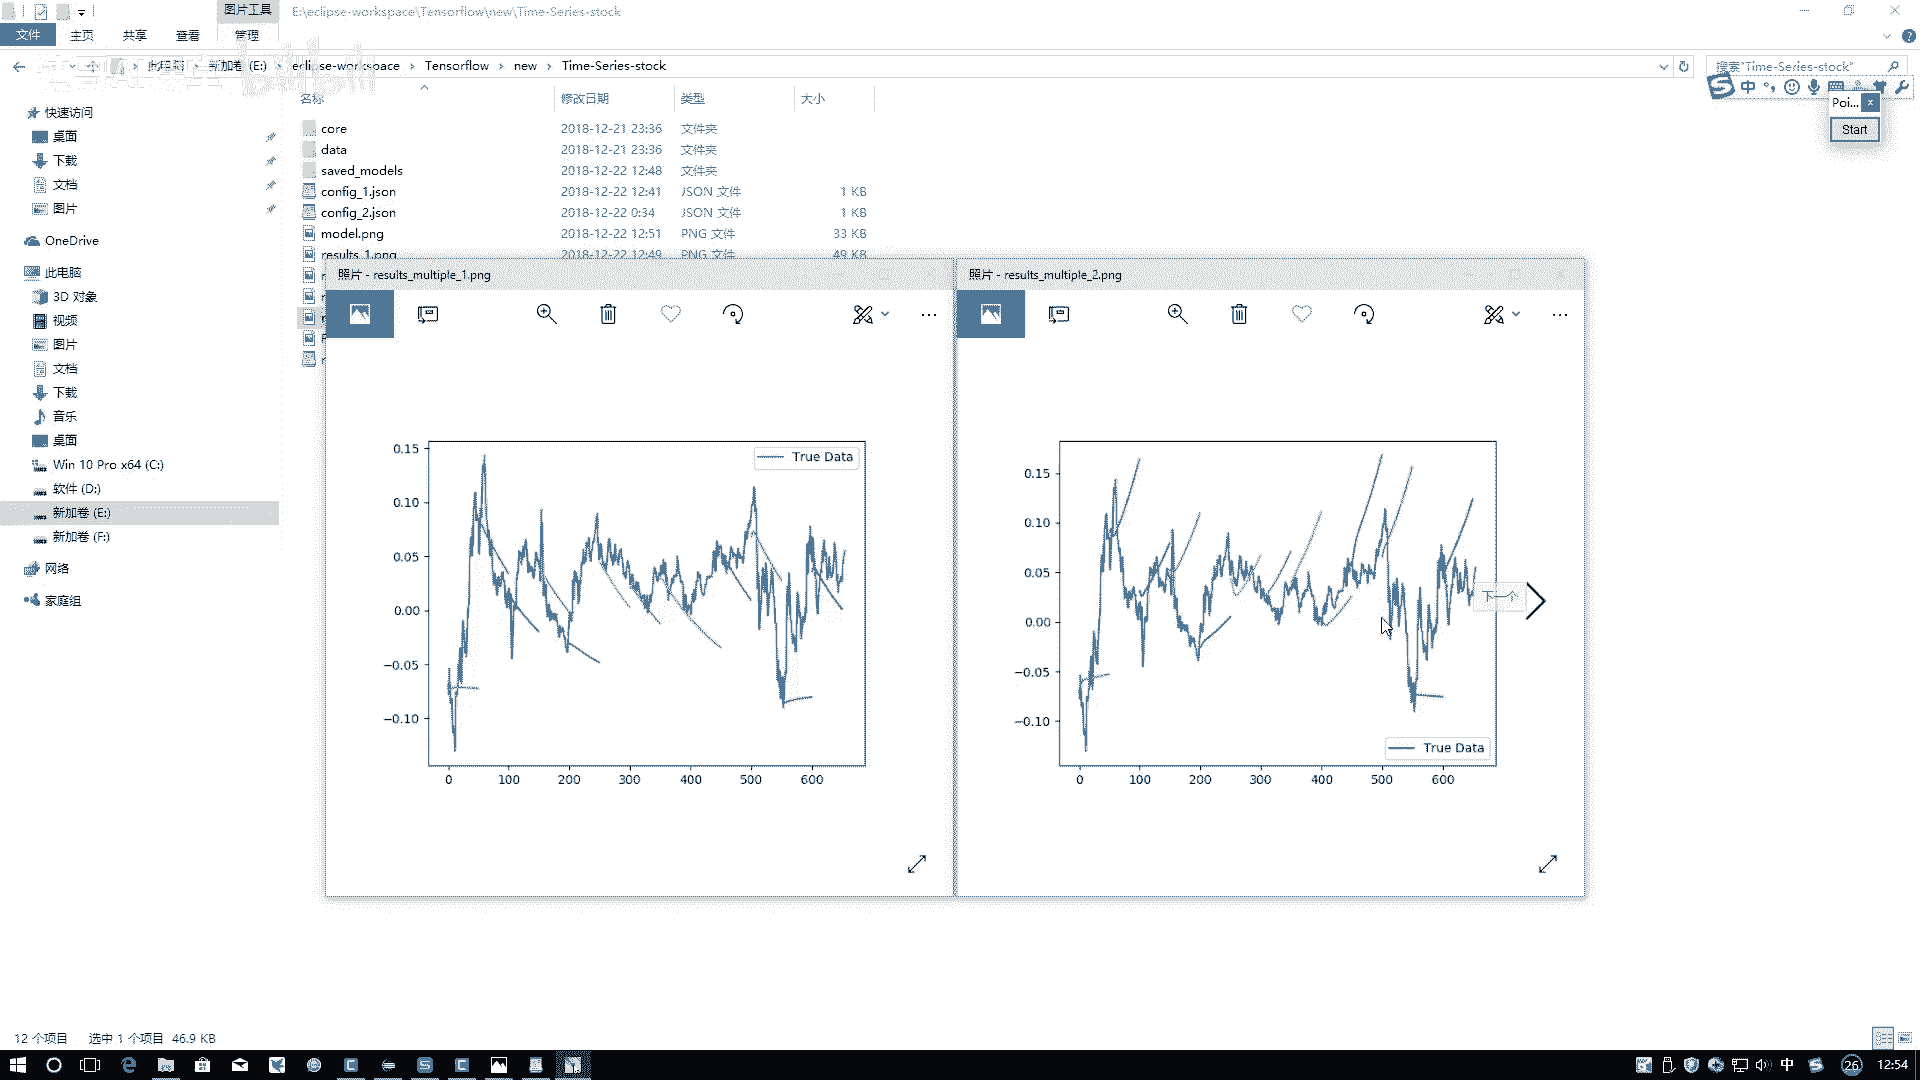 图片工具
E:\eclipse-workspace\Tensorflow\new\Time-Series-stock
文件
主页
共享
查看
管理
此电脑
新加卷 (E:)
eclipse-workspace
Tensorflow
new
Time-Series-stock
搜索"Time-Series-stock"
中
Poi...
x
Start
名称
修改日期
类型
大小
core
2018-12-21 23:36
文件夹
data
2018-12-21 23:36
文件夹
saved_models
2018-12-22 12:48
文件夹
config_1.json
2018-12-22 12:41
JSON 文件
1 KB
config_2.json
2018-12-22 0:34
JSON 文件
1 KB
model.png
2018-12-22 12:51
PNG 文件
33 KB
results_1.png
2018-12-22 12:49
PNG 文件
49 KB
快速访问
桌面
下载
文档
图片
OneDrive
此电脑
3D 对象
视频
图片
文档
下载
音乐
桌面
Win 10 Pro x64 (C:)
软件 (D:)
新加卷 (E:)
新加卷 (F:)
网络
家庭组
照片 - results_multiple_1.png
0.15
0.10
0.05
0.00
−0.05
−0.10
0
100
200
300
400
500
600
True Data
照片 - results_multiple_2.png
0.15
0.10
0.05
0.00
−0.05
−0.10
0
100
200
300
400
500
600
True Data
下一个
12 个项目
选中 1 个项目 46.9 KB
中
26
12:54